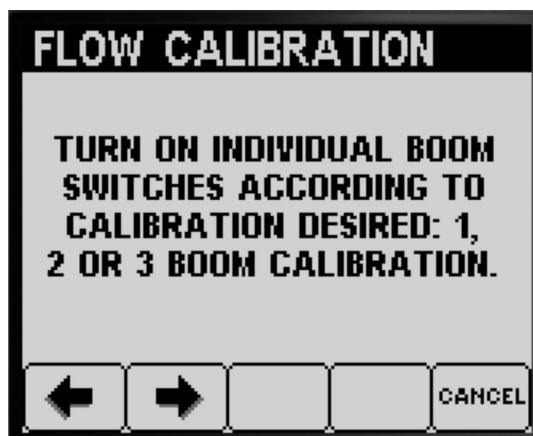 FLOW CALIBRATION
TURN ON INDIVIDUAL BOOM
SWITCHES ACCORDING TO
CALIBRATION DESIRED: 1,
2 OR 3 BOOM CALIBRATION.
CANCEL